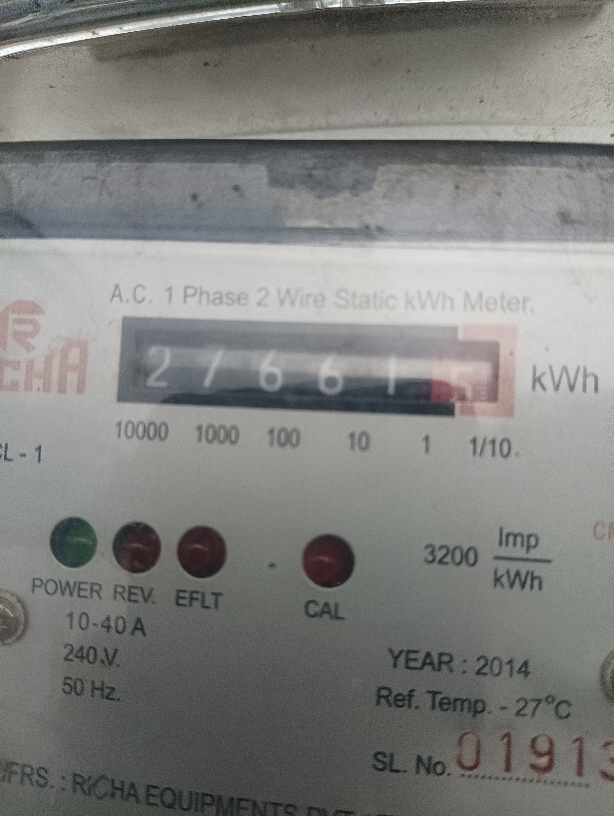 A.C. 1 Phase 2 Wire Static kWh Meter.
R
CHA
2 7 6 6 1 kWh
10000 1000 100 10 1 1/10.
CL - 1
3200 Imp/kWh
POWER REV. EFLT CAL
10-40 A
240.V.
50 Hz.
YEAR : 2014
Ref. Temp. - 27°C
SL. No. 01913
MFRS. : RICHA EQUIPMENTS